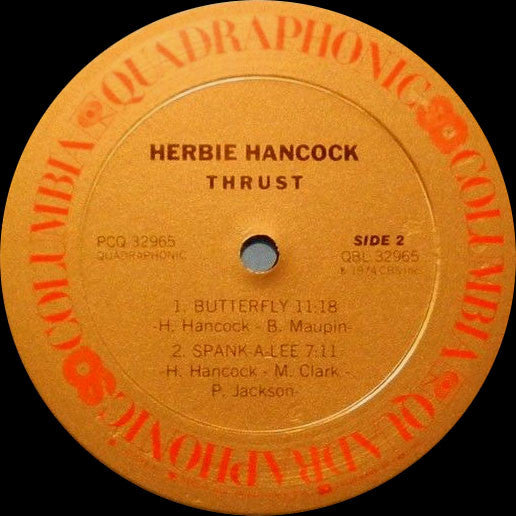 COLUMBIA QUADRAPHONIC COLUMBIA QUADRAPHONIC
HERBIE HANCOCK
THRUST
PCQ 32965
QUADRAPHONIC
SIDE 2
QBL 32965
℗ 1974 CBS Inc.
1. BUTTERFLY 11:18
-H. Hancock - B. Maupin-
2. SPANK-A-LEE 7:11
-H. Hancock - M. Clark -
P. Jackson-